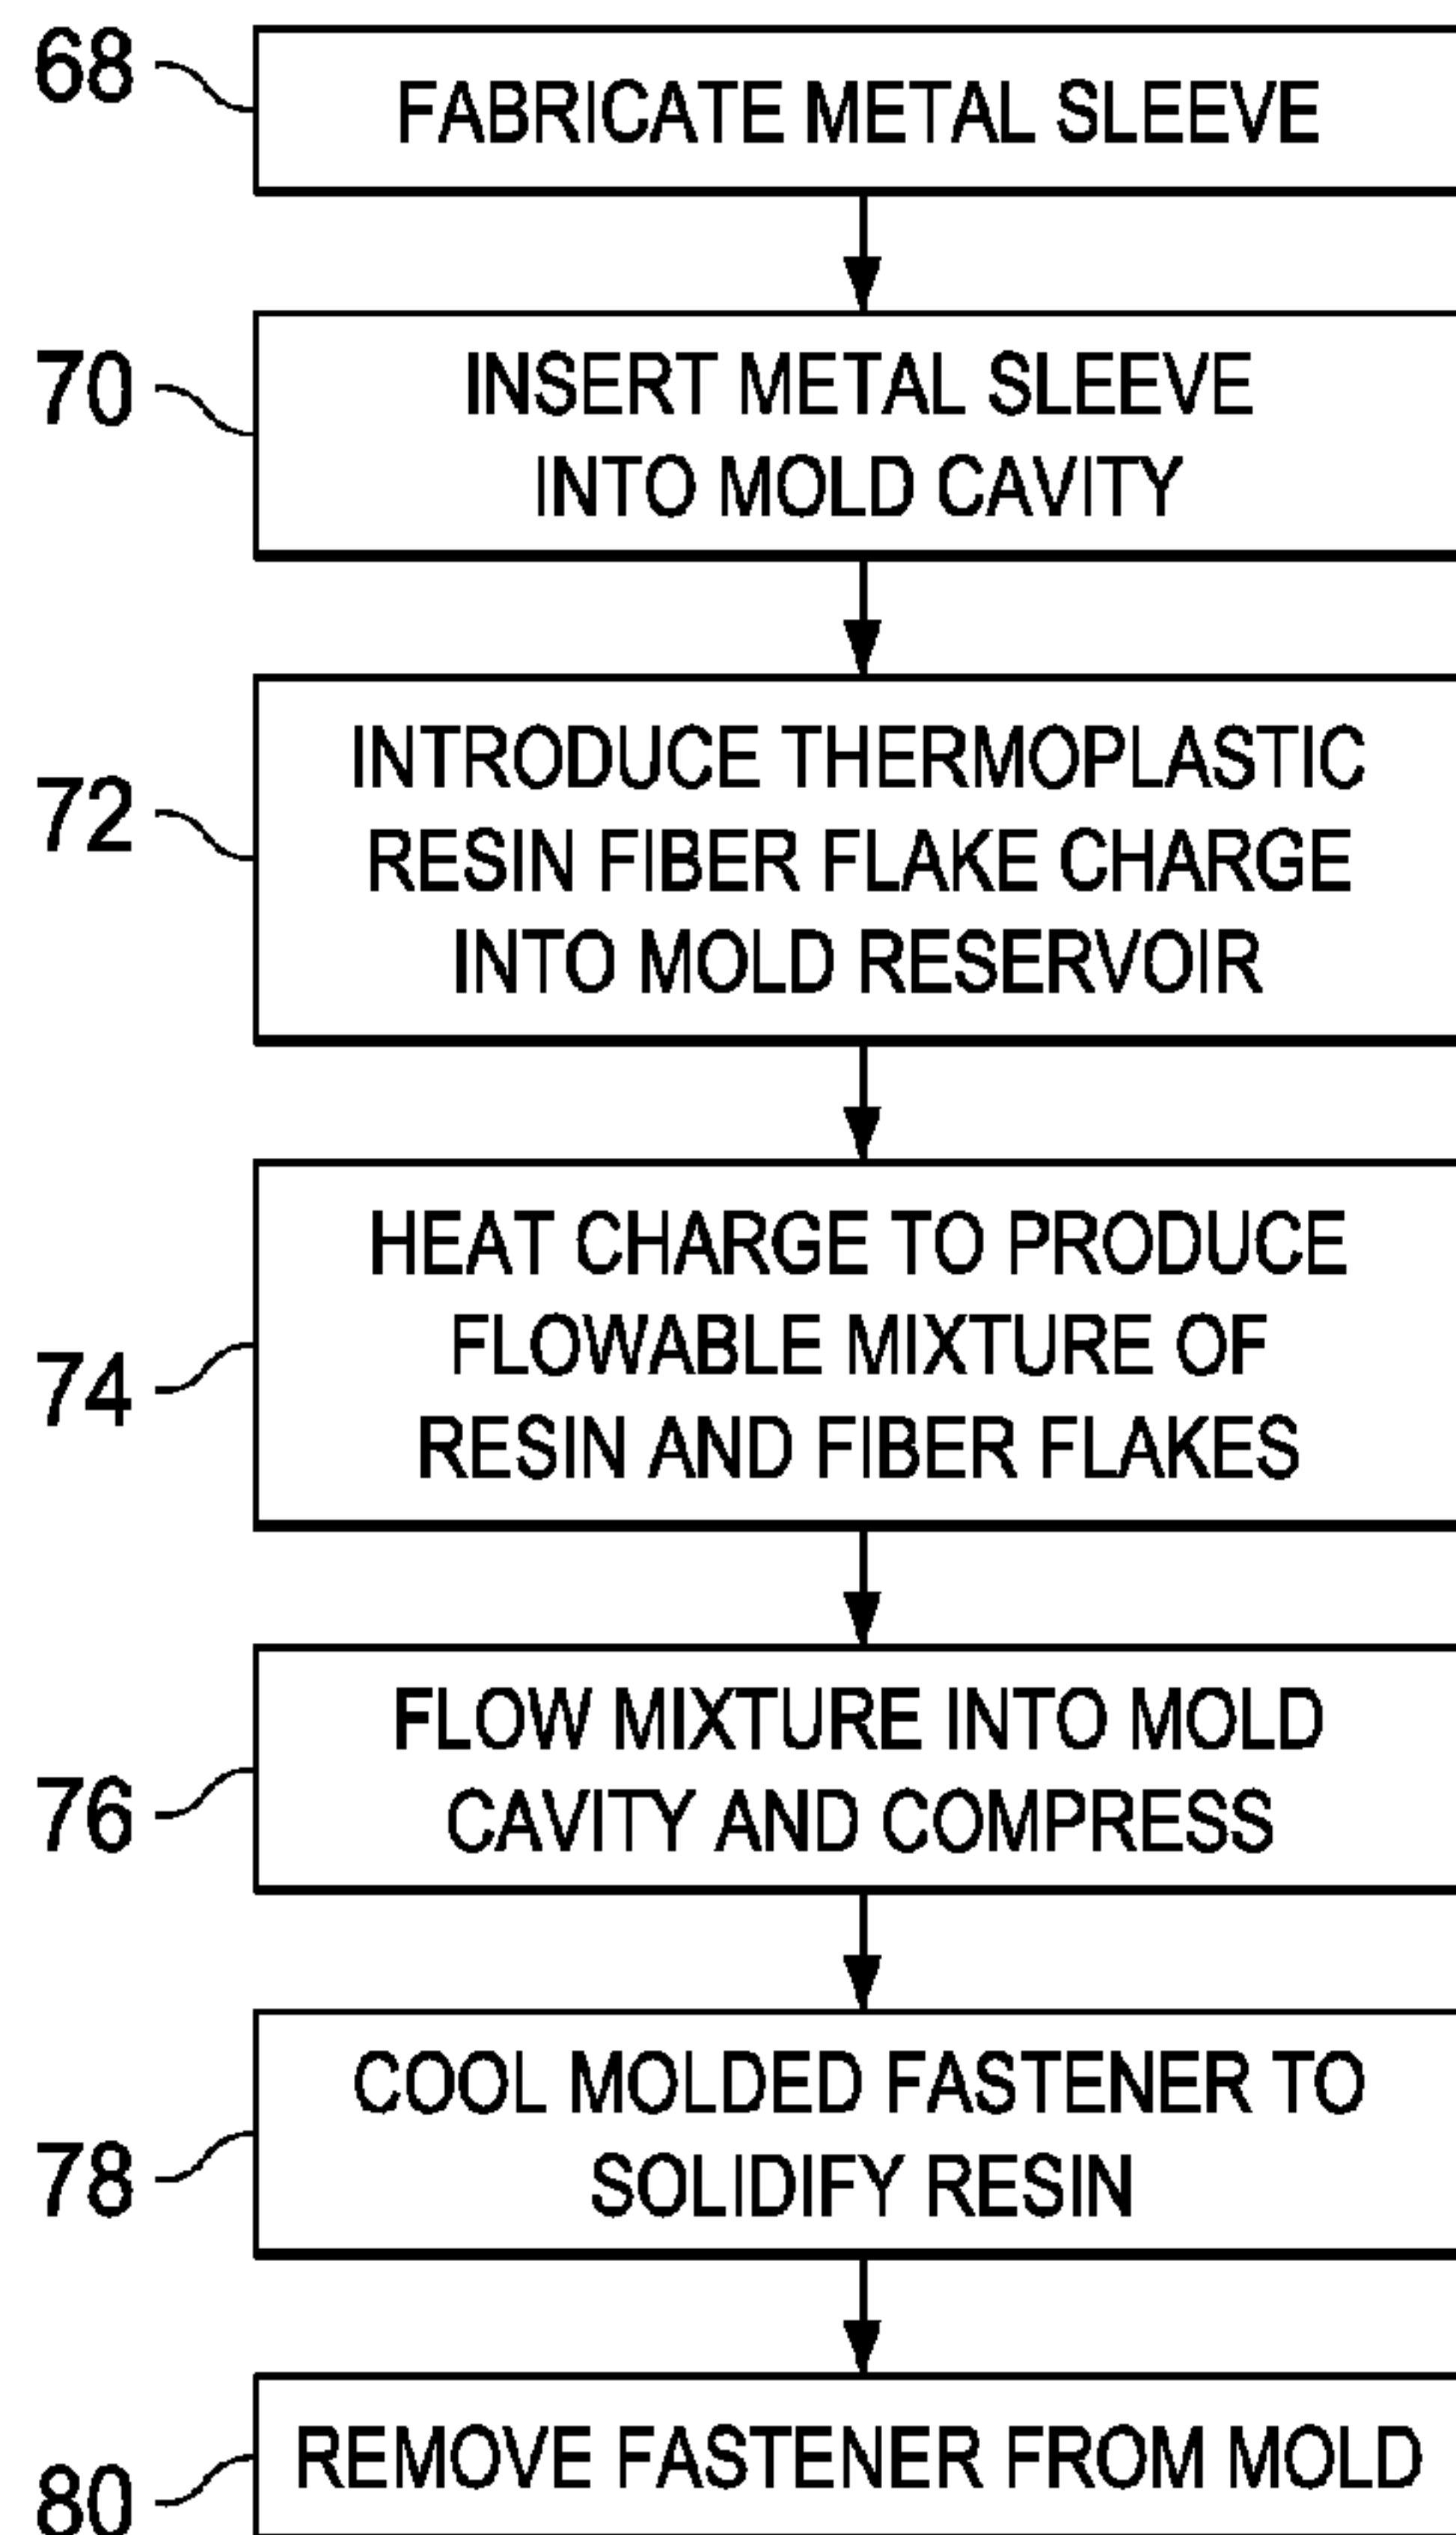 68
FABRICATE METAL SLEEVE
70
INSERT METAL SLEEVE
INTO MOLD CAVITY
72
INTRODUCE THERMOPLASTIC
RESIN FIBER FLAKE CHARGE
INTO MOLD RESERVOIR
74
HEAT CHARGE TO PRODUCE
FLOWABLE MIXTURE OF
RESIN AND FIBER FLAKES
76
FLOW MIXTURE INTO MOLD
CAVITY AND COMPRESS
78
COOL MOLDED FASTENER TO
SOLIDIFY RESIN
80
REMOVE FASTENER FROM MOLD